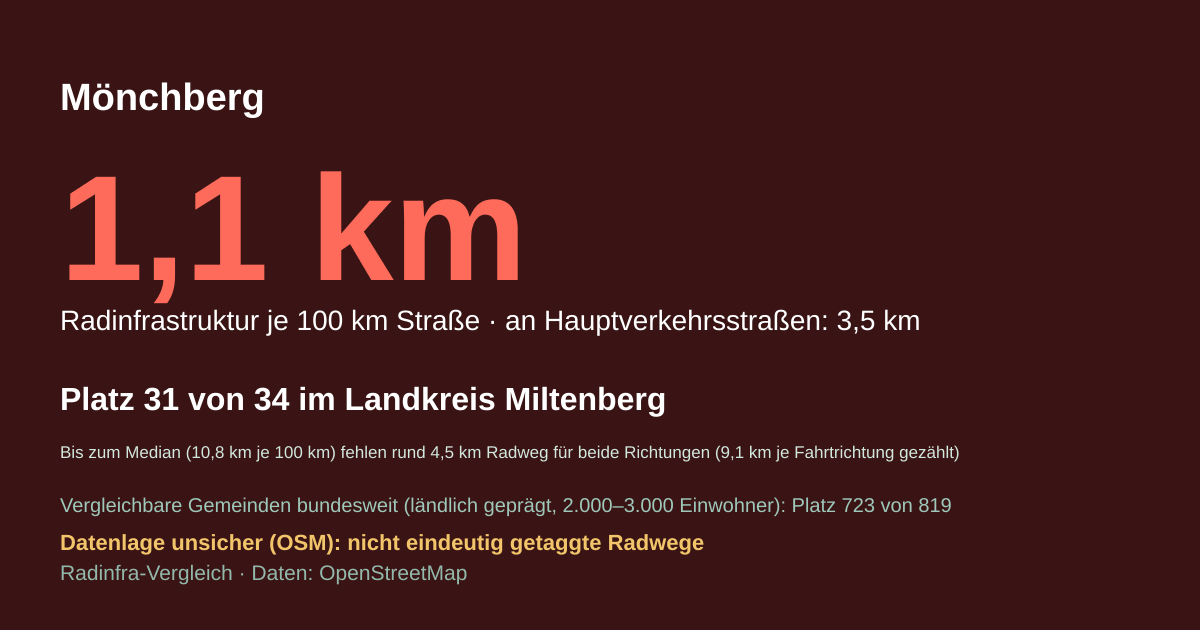 Mönchberg
1,1 km
Radinfrastruktur je 100 km Straße · an Hauptverkehrsstraßen: 3,5 km
Platz 31 von 34 im Landkreis Miltenberg
Bis zum Median (10,8 km je 100 km) fehlen rund 4,5 km Radweg für beide Richtungen (9,1 km je Fahrtrichtung gezählt)
Vergleichbare Gemeinden bundesweit (ländlich geprägt, 2.000–3.000 Einwohner): Platz 723 von 819
Datenlage unsicher (OSM): nicht eindeutig getaggte Radwege
Radinfra-Vergleich · Daten: OpenStreetMap